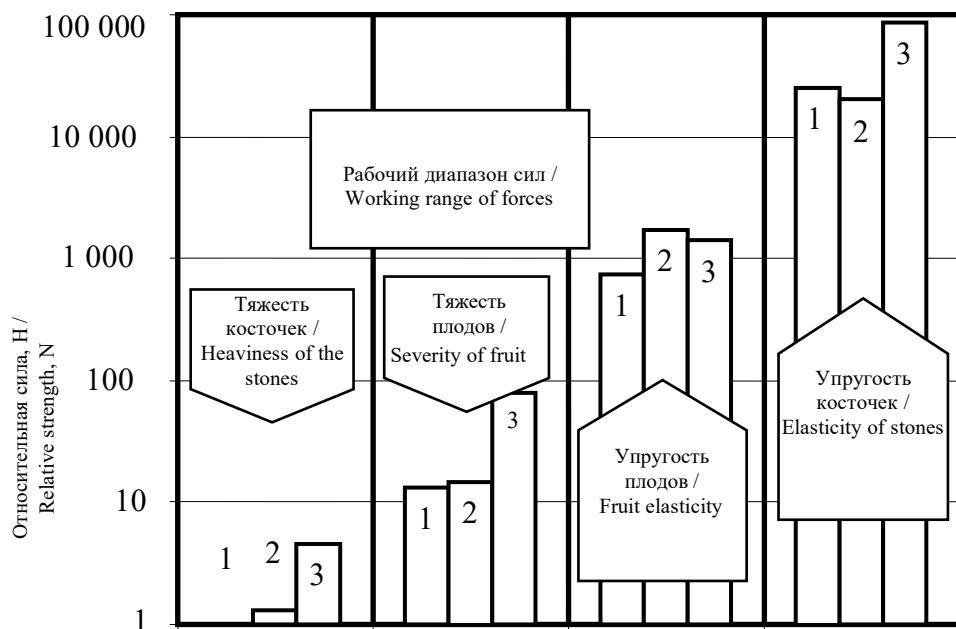 Относительная сила, Н /
Relative strength, N
100 000
10 000
1 000
100
10
1
Рабочий диапазон сил /
Working range of forces
Тяжесть
косточек /
Heaviness of the
stones
1
2
3
Тяжесть
плодов /
Severity of fruit
1
2
3
1
2
3
Упругость
плодов /
Fruit elasticity
1
2
3
Упругость
косточек /
Elasticity of stones